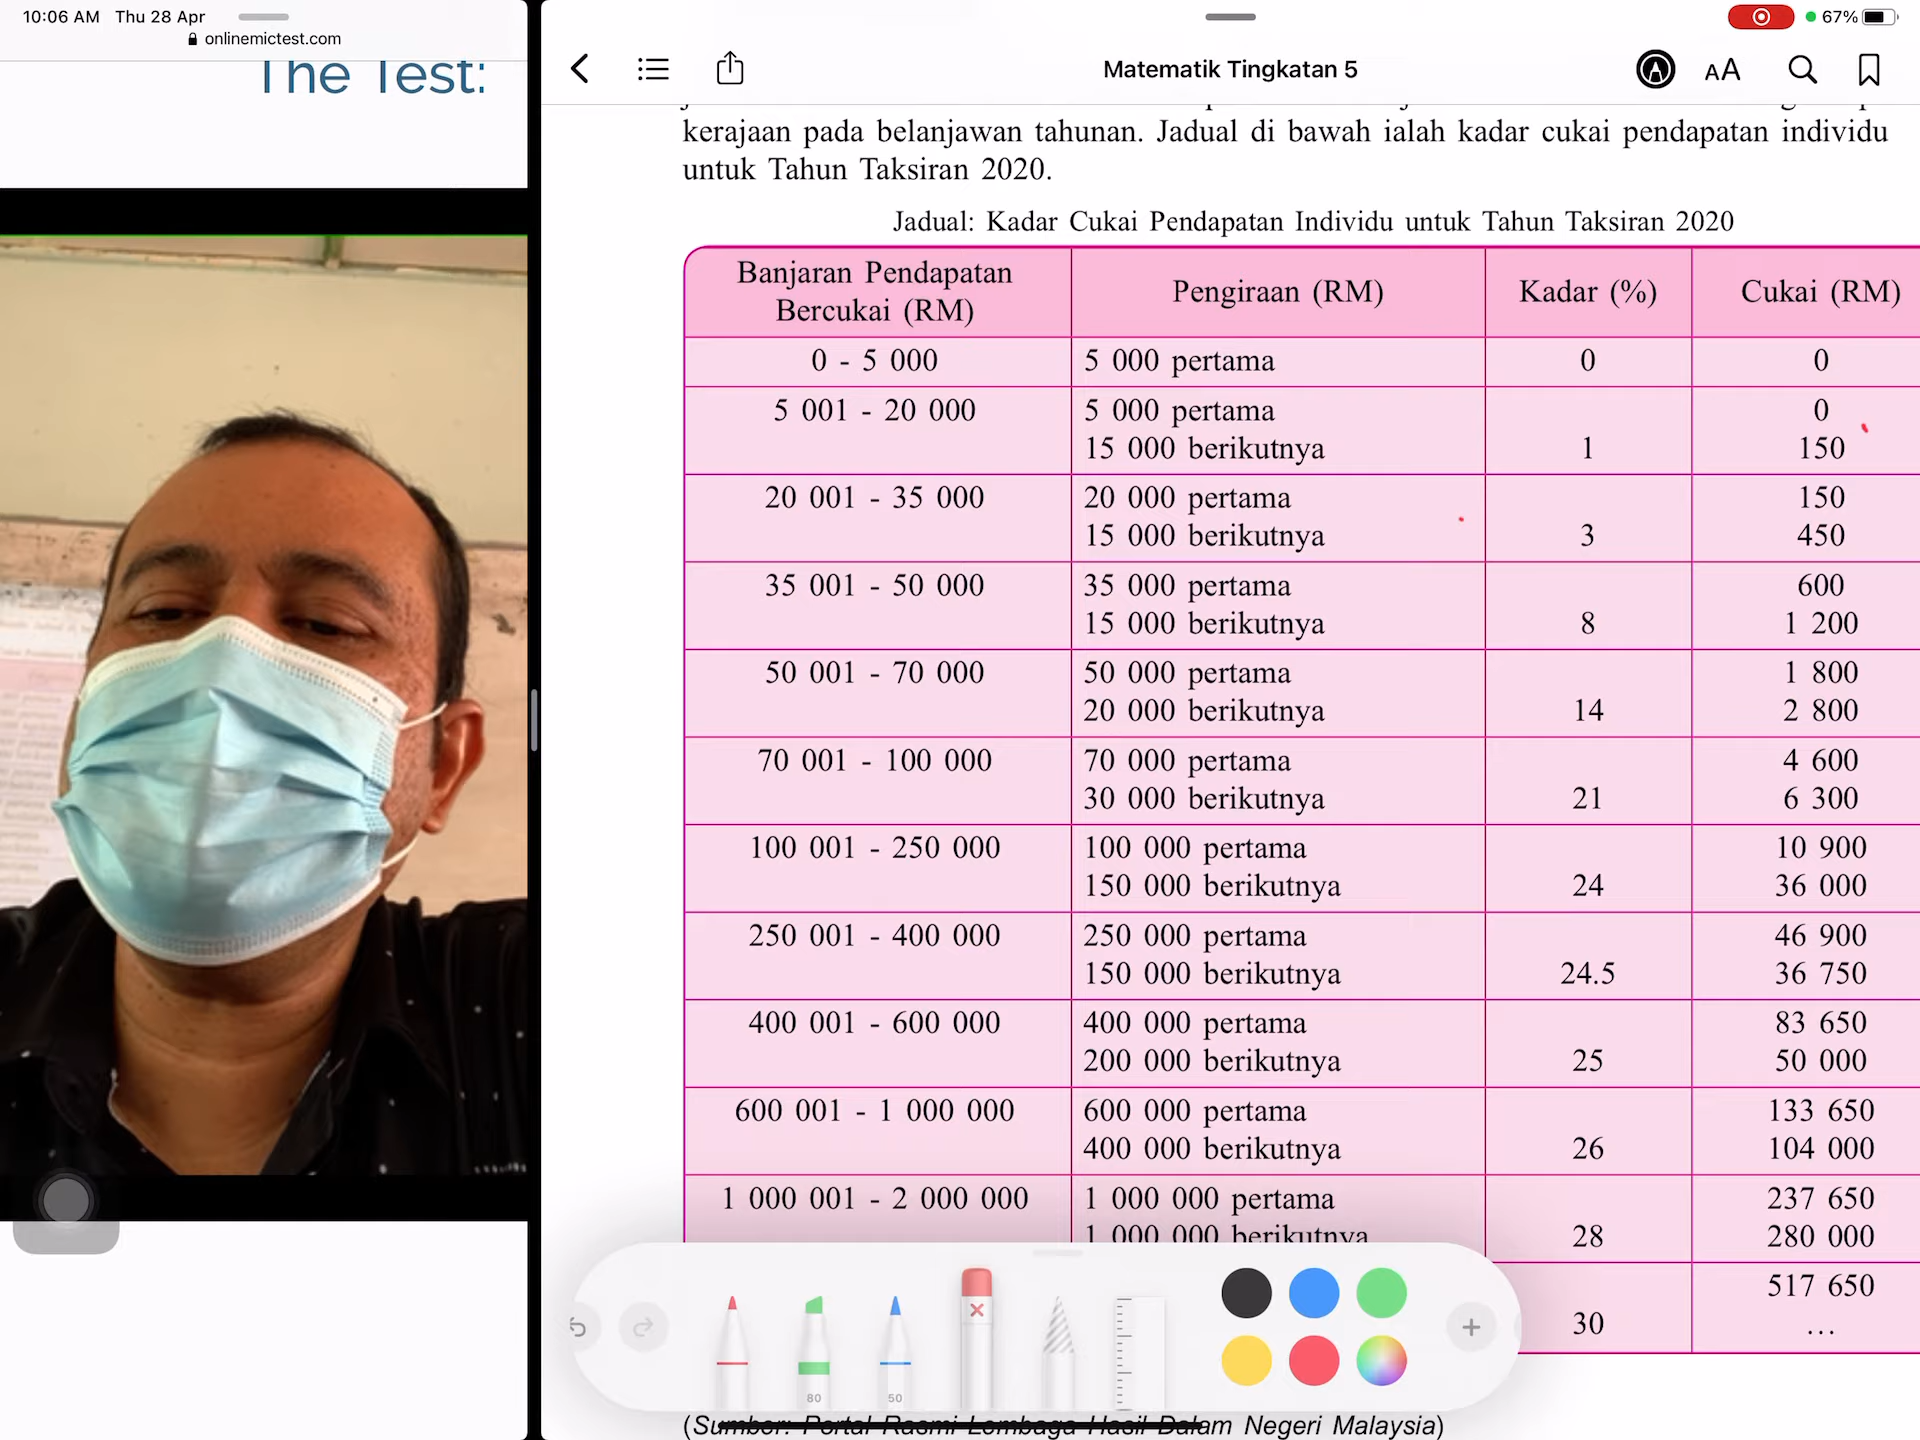 10:06 AM Thu 28 Apr
onlinemictest.com
The Test:
67%
Matematik Tingkatan 5
kerajaan pada belanjawan tahunan. Jadual di bawah ialah kadar cukai pendapatan individu
untuk Tahun Taksiran 2020.
Jadual: Kadar Cukai Pendapatan Individu untuk Tahun Taksiran 2020
Banjaran Pendapatan
Bercukai (RM)
Pengiraan (RM)
Kadar (%)
Cukai (RM)
0 - 5 000
5 000 pertama
0
0
5 001 - 20 000
5 000 pertama
0
15 000 berikutnya
1
150
20 001 - 35 000
20 000 pertama
150
15 000 berikutnya
3
450
35 001 - 50 000
35 000 pertama
600
15 000 berikutnya
8
1 200
50 001 - 70 000
50 000 pertama
1 800
20 000 berikutnya
14
2 800
70 001 - 100 000
70 000 pertama
4 600
30 000 berikutnya
21
6 300
100 001 - 250 000
100 000 pertama
10 900
150 000 berikutnya
24
36 000
250 001 - 400 000
250 000 pertama
46 900
150 000 berikutnya
24.5
36 750
400 001 - 600 000
400 000 pertama
83 650
200 000 berikutnya
25
50 000
600 001 - 1 000 000
600 000 pertama
133 650
400 000 berikutnya
26
104 000
1 000 001 - 2 000 000
1 000 000 pertama
237 650
1 000 000 berikutnya
28
280 000
517 650
30
...
80
50
(Sumber: Portal Rasmi Lembaga Hasil Dalam Negeri Malaysia)
AA